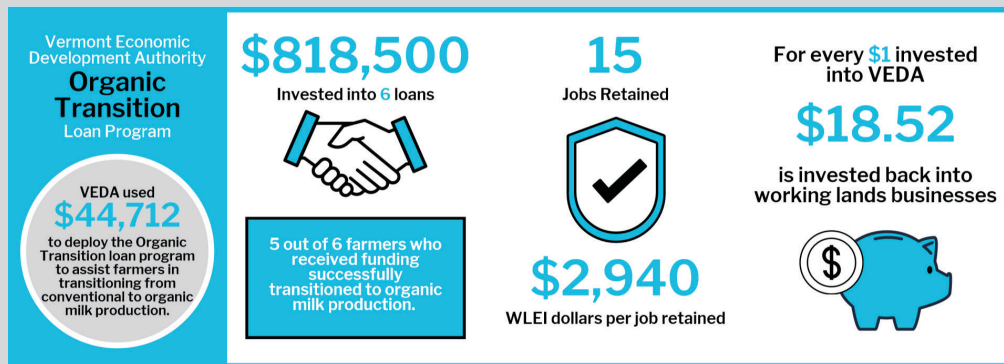 Vermont Economic
Development Authority
Organic
Transition
Loan Program
VEDA used
$44,712
to deploy the Organic
Transition loan program
to assist farmers in
transitioning from
conventional to organic
milk production.
$818,500
Invested into 6 loans
5 out of 6 farmers who
received funding
successfully
transitioned to organic
milk production.
15
Jobs Retained
$2,940
WLEI dollars per job retained
For every $1 invested
into VEDA
$18.52
is invested back into
working lands businesses
$